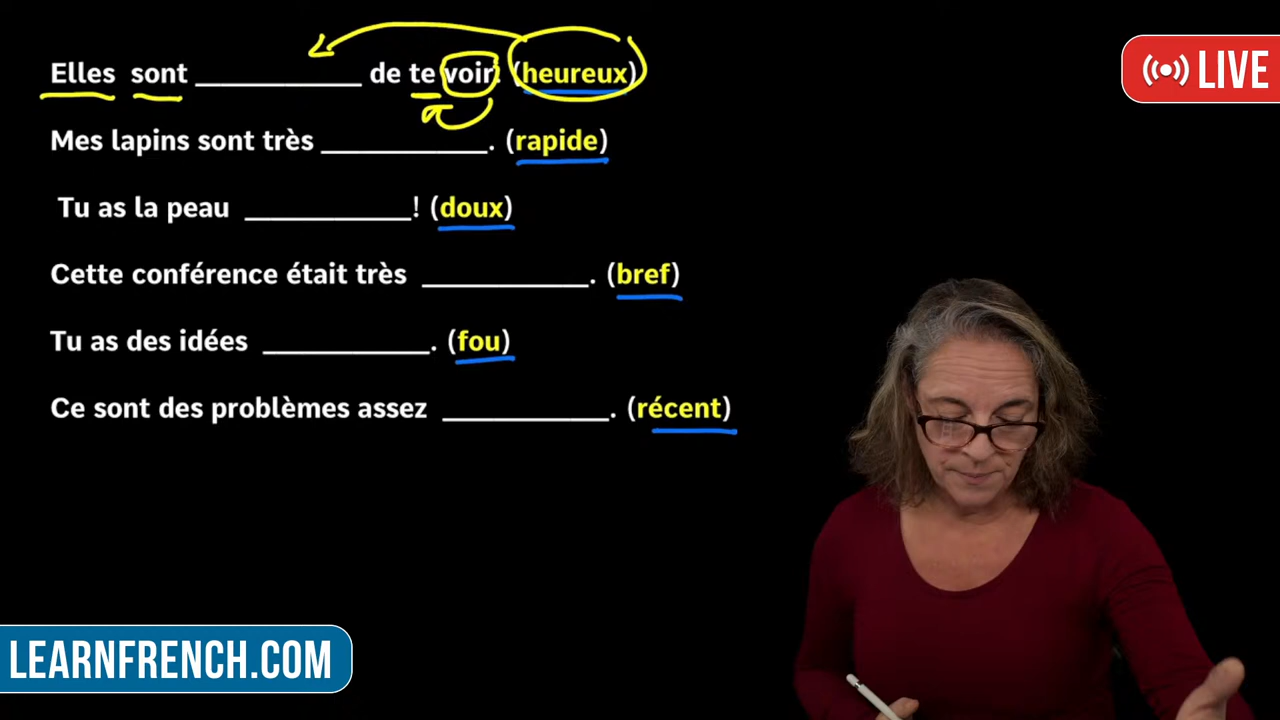 Elles sont ____________ de te voir. (heureux)
LIVE
Mes lapins sont très ____________. (rapide)
Tu as la peau ____________! (doux)
Cette conférence était très ____________. (bref)
Tu as des idées ____________. (fou)
Ce sont des problèmes assez ____________. (récent)
LEARNFRENCH.COM